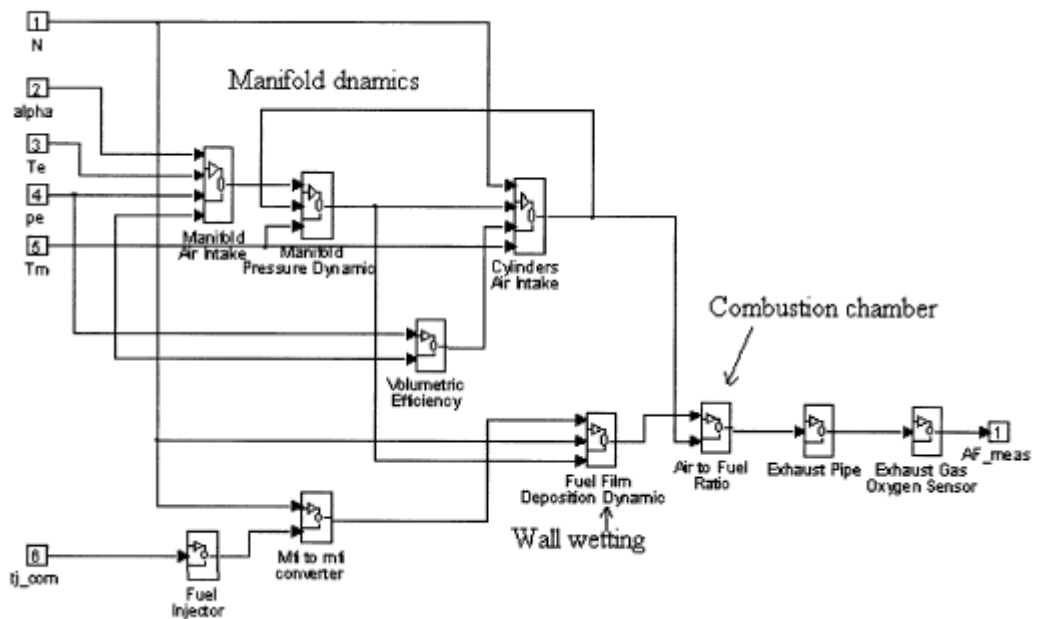 1
N
Manifold dnamics
2
alpha
3
Te
4
pe
5
Tm
Manifold
Air Intake
Manifold
Pressure Dynamic
Cylinders
Air Intake
Combustion chamber
Volumetric
Efficiency
Fuel Film
Deposition Dynamic
Air to Fuel
Ratio
Exhaust Pipe
Exhaust Gas
Oxygen Sensor
1
AF_meas
Wall wetting
6
tj_com
Fuel
Injector
Mfi to mfi
converter